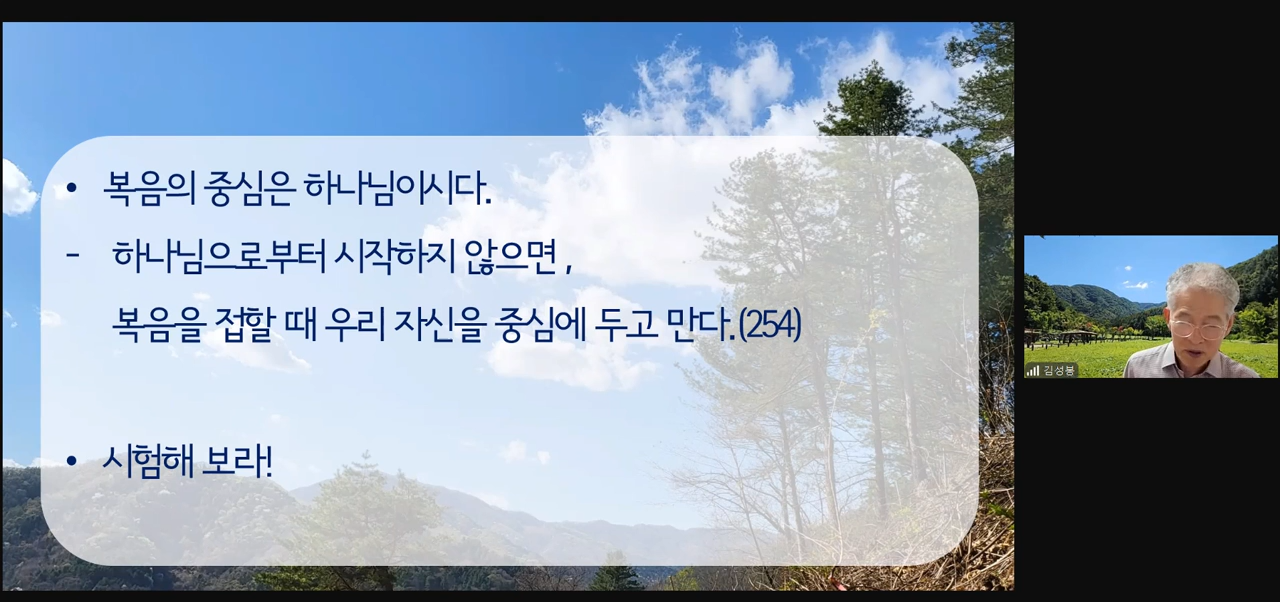 • 복음의 중심은 하나님이시다.
- 하나님으로부터 시작하지 않으면 ,
복음을 접할 때 우리 자신을 중심에 두고 만다.(254)
• 시험해 보라!
김성봉